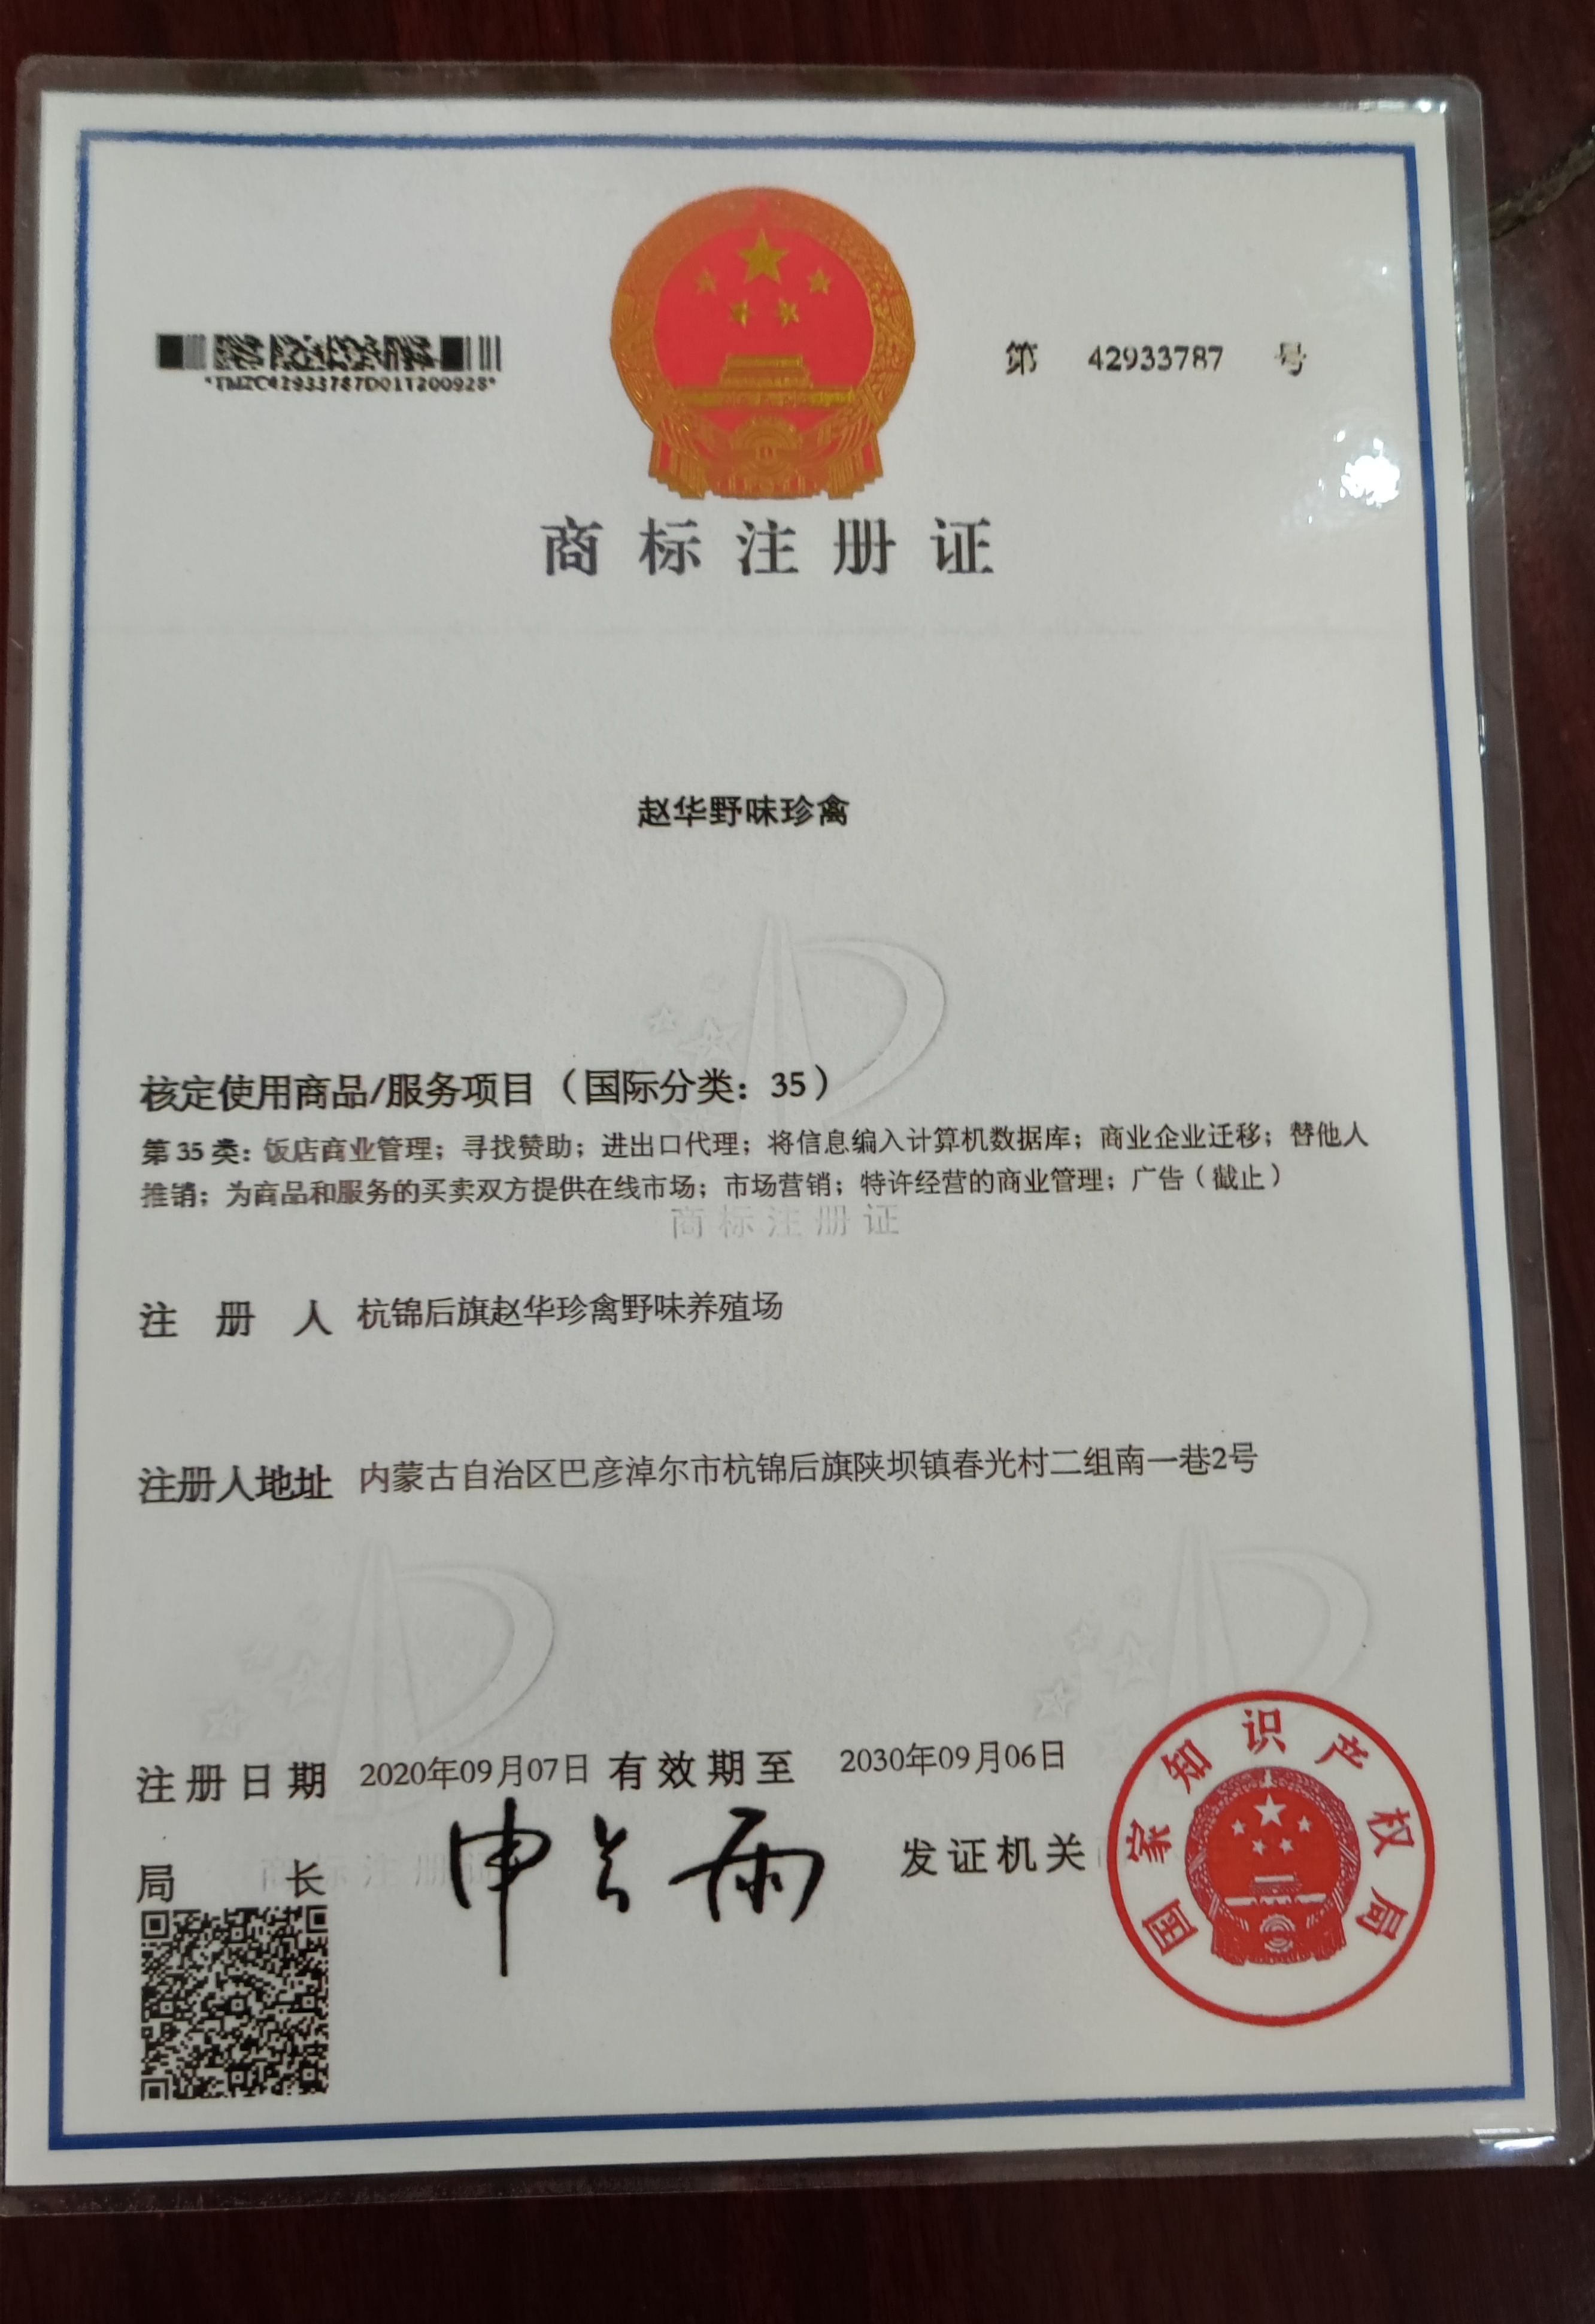 *TMZC42933787D01T200928*
第 42933787 号
商标注册证
赵华野味珍禽
核定使用商品/服务项目（国际分类：35）
第35类：饭店商业管理；寻找赞助；进出口代理；将信息编入计算机数据库；商业企业迁移；替他人
推销；为商品和服务的买卖双方提供在线市场；市场营销；特许经营的商业管理；广告（截止）
商标注册证
注册人 杭锦后旗赵华珍禽野味养殖场
注册人地址 内蒙古自治区巴彦淖尔市杭锦后旗陕坝镇春光村二组南一巷2号
注册日期 2020年09月07日 有效期至 2030年09月06日
局长 申长雨 发证机关
商标注册证
国家知识产权局